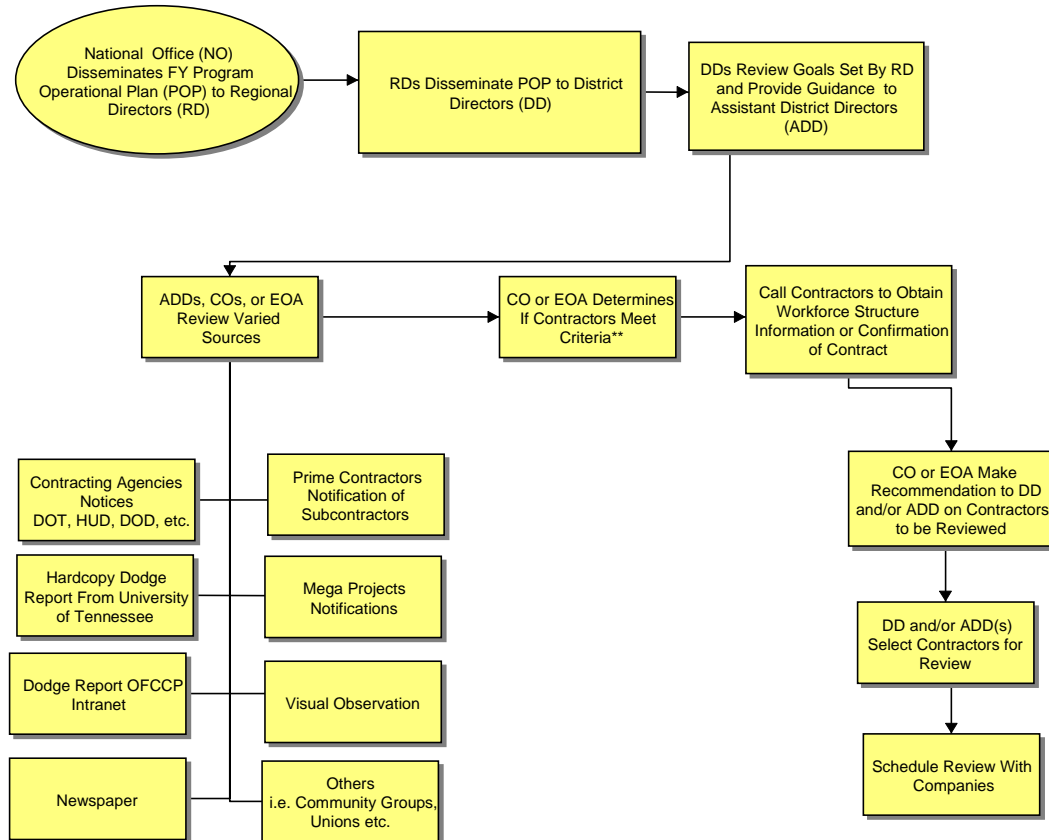 National Office (NO)
Disseminates FY Program
Operational Plan (POP) to Regional
Directors (RD)
RDs Disseminate POP to District
Directors (DD)
DDs Review Goals Set By RD
and Provide Guidance to
Assistant District Directors
(ADD)
ADDs, COs, or EOA
Review Varied
Sources
CO or EOA Determines
If Contractors Meet
Criteria**
Call Contractors to Obtain
Workforce Structure
Information or Confirmation
of Contract
Contracting Agencies
Notices
DOT, HUD, DOD, etc.
Prime Contractors
Notification of
Subcontractors
CO or EOA Make
Recommendation to DD
and/or ADD on Contractors
to be Reviewed
Hardcopy Dodge
Report From University
of Tennessee
Mega Projects
Notifications
DD and/or ADD(s)
Select Contractors for
Review
Dodge Report OFCCP
Intranet
Visual Observation
Schedule Review With
Companies
Newspaper
Others
i.e. Community Groups,
Unions etc.